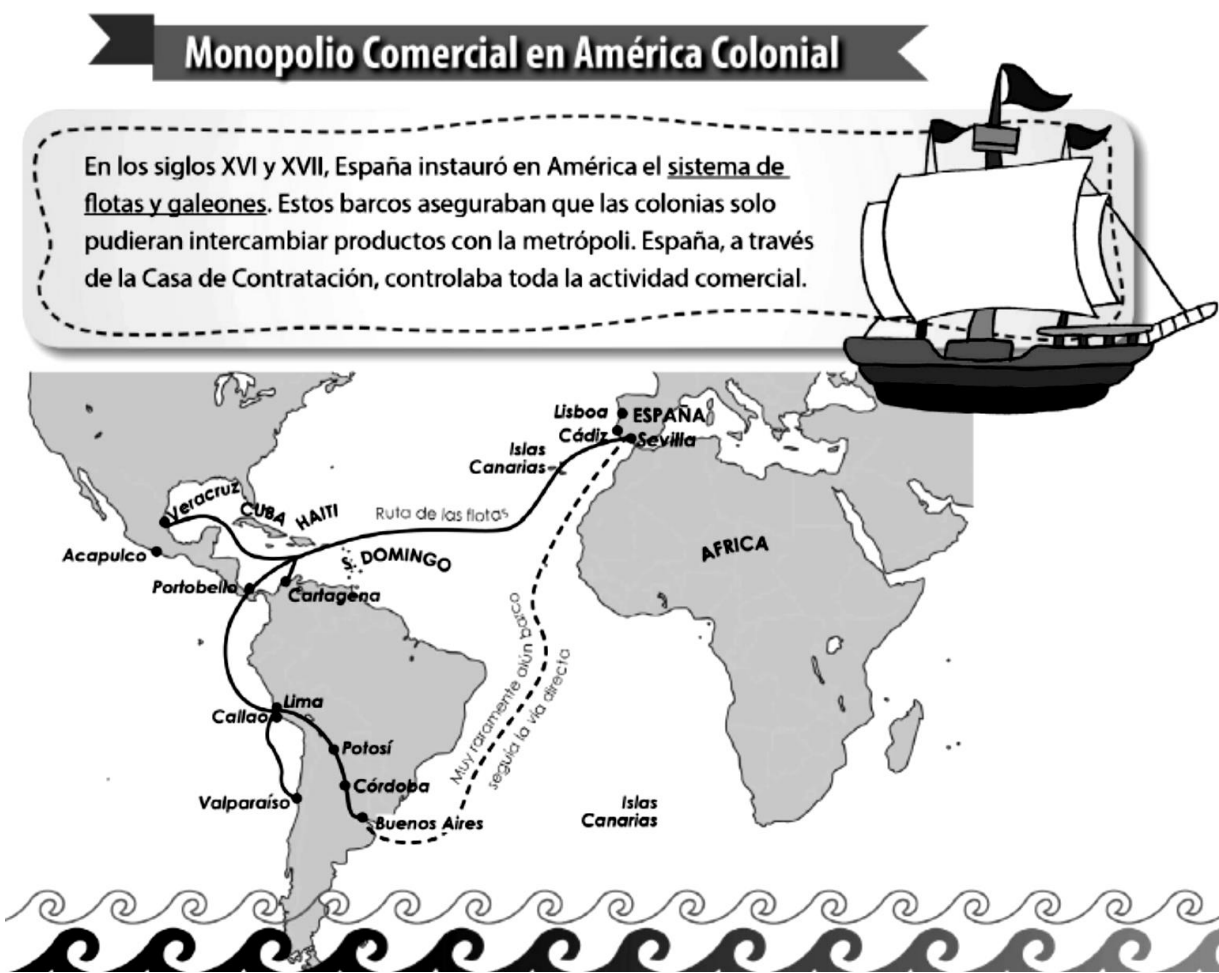 Monopolio Comercial en América Colonial
En los siglos XVI y XVII, España instauró en América el sistema de
flotas y galeones. Estos barcos aseguraban que las colonias solo
pudieran intercambiar productos con la metrópoli. España, a través
de la Casa de Contratación, controlaba toda la actividad comercial.
Lisboa
ESPAÑA
Cádiz
Sevilla
Islas
Canarias
Veracruz
CUBA
HAITI
Ruta de las flotas
Acapulco
S. DOMINGO
AFRICA
Portobello
Cartagena
Muy raramente alún barco
seguía la vía directa
Lima
Callao
Potosí
Córdoba
Valparaíso
Buenos Aires
Islas
Canarias